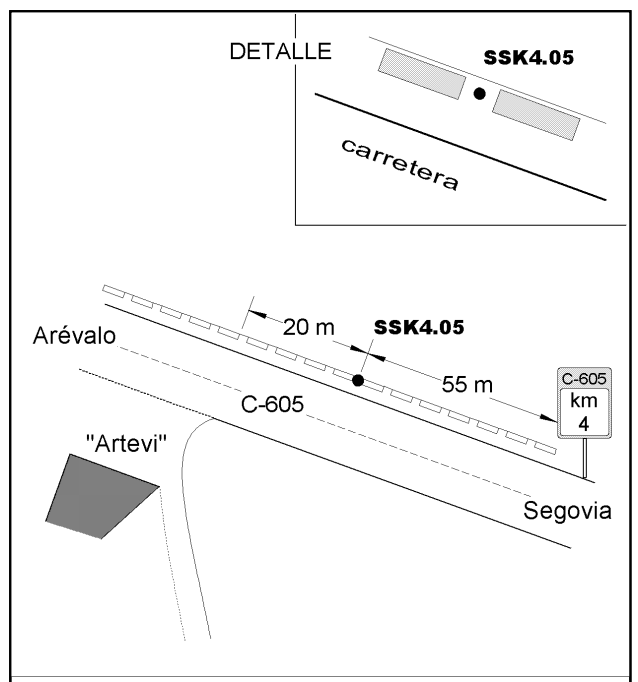 DETALLE
SSK4.05
carretera
20 m
SSK4.05
Arévalo
55 m
C-605
km
4
C-605
"Artevi"
Segovia